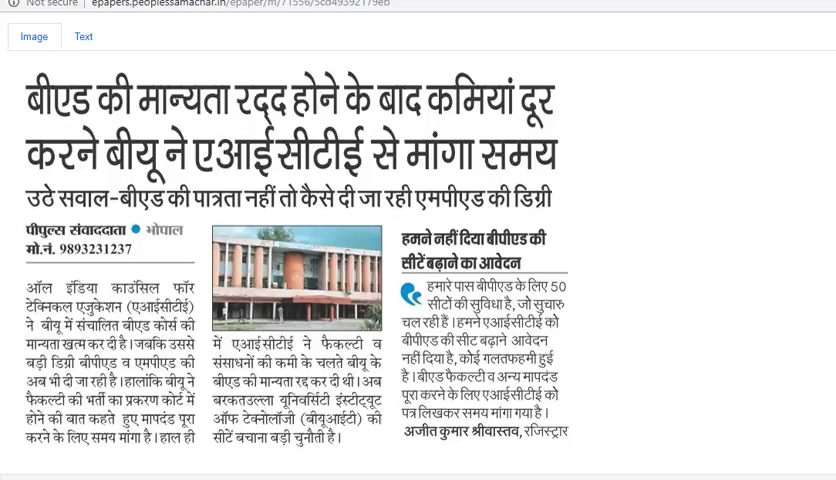 Not secure | epapers.peoplessamachar.in/epaper/m/71556/5cd49392179eb
Image Text
बीएड की मान्यता रद्द होने के बाद कमियां दूर
करने बीयू ने एआईसीटीई से मांगा समय
उठे सवाल-बीएड की पात्रता नहीं तो कैसे दी जा रही एमपीएड की डिग्री
पीपुल्स संवाददाता ● भोपाल
मो.नं. 9893231237
ऑल इंडिया काउंसिल फॉर
टेक्निकल एजुकेशन (एआईसीटीई)
ने बीयू में संचालित बीएड कोर्स की
मान्यता खत्म कर दी है। जबकि उससे
बड़ी डिग्री बीपीएड व एमपीएड की
अब भी दी जा रही है। हालांकि बीयू ने
फैकल्टी की भर्ती का प्रकरण कोर्ट में
होने की बात कहते हुए मापदंड पूरा
करने के लिए समय मांगा है। हाल ही
में एआईसीटीई ने फैकल्टी व
संसाधनों की कमी के चलते बीयू के
बीएड की मान्यता रद्द कर दी थी। अब
बरकतउल्ला यूनिवर्सिटी इंस्टीट्यूट
ऑफ टेक्नोलॉजी (बीयूआईटी) की
सीटें बचाना बड़ी चुनौती है।
हमने नहीं दिया बीपीएड की
सीटें बढ़ाने का आवेदन
हमारे पास बीपीएड के लिए 50
सीटों की सुविधा है, जो सुचारु
चल रही हैं। हमने एआईसीटीई को
बीपीएड की सीट बढ़ाने आवेदन
नहीं दिया है, कोई गलतफहमी हुई
है। बीएड फैकल्टी व अन्य मापदंड
पूरा करने के लिए एआईसीटीई को
पत्र लिखकर समय मांगा गया है।
अजीत कुमार श्रीवास्तव, रजिस्ट्रार